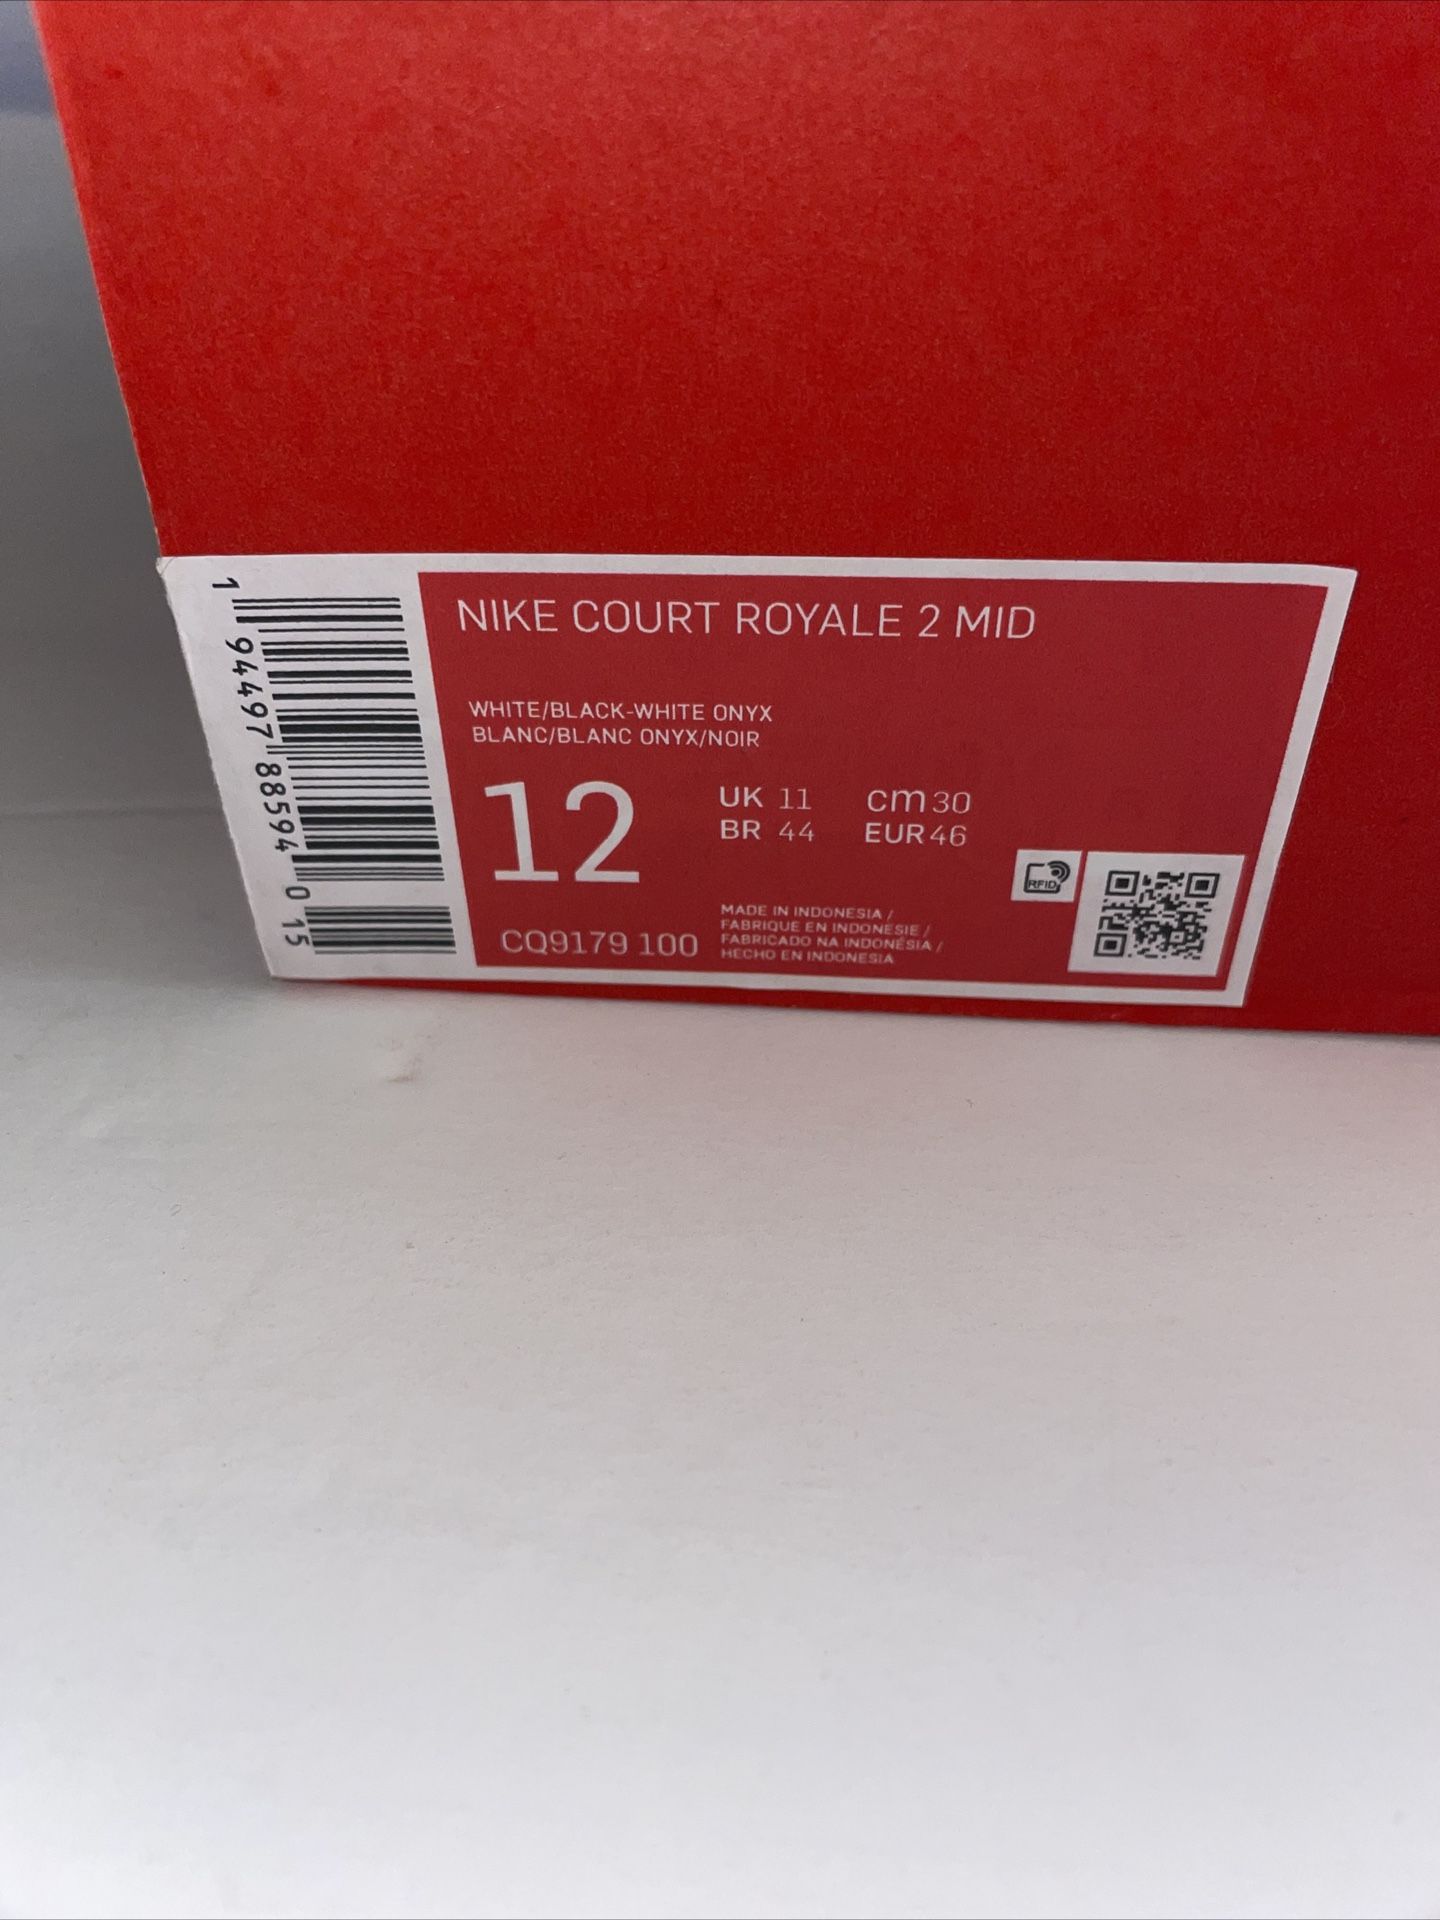 NIKE COURT ROYALE 2 MID
WHITE/BLACK-WHITE ONYX
BLANC/BLANC ONYX/NOIR
12
UK 11 cm 30
BR 44 EUR 46
CQ9179 100
MADE IN INDONESIA /
FABRIQUE EN INDONESIE /
FABRICADO NA INDONÉSIA /
HECHO EN INDONESIA
RFID
1 94497 88594 0 15